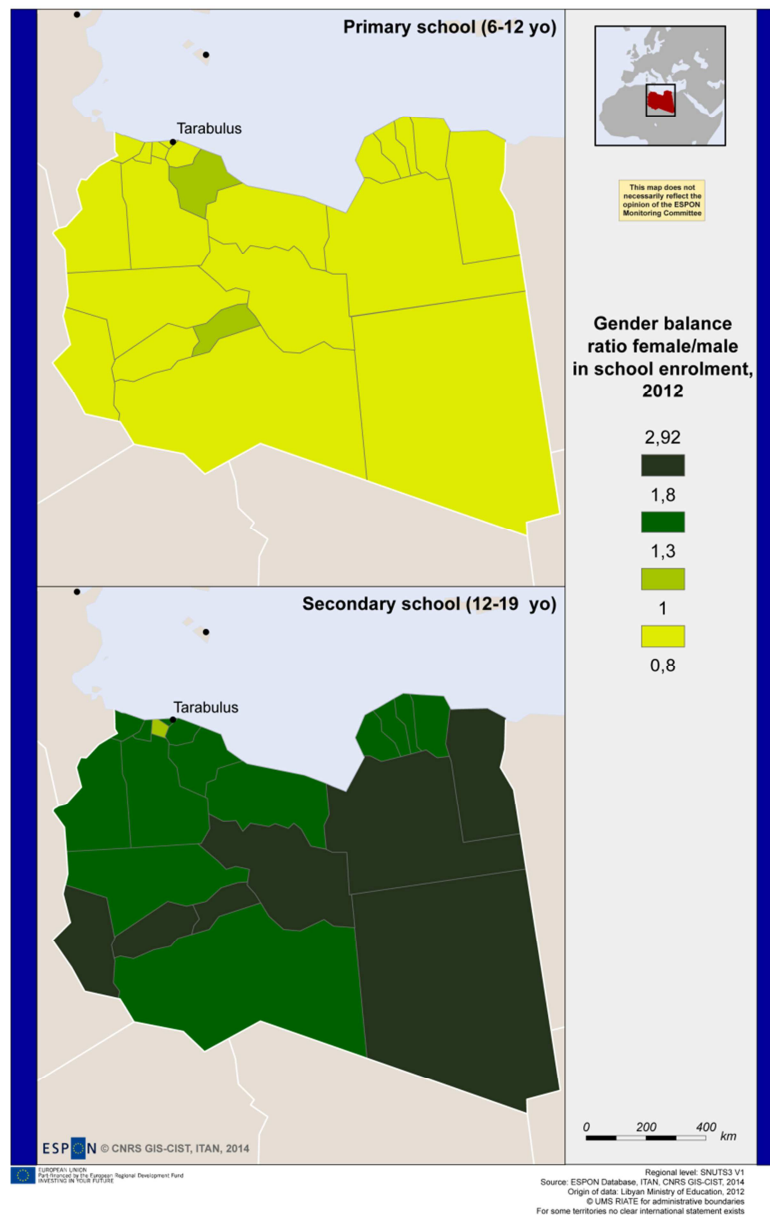 Primary school (6-12 yo)
Tarabulus
This map does not
necessarily reflect the
opinion of the ESPON
Monitoring Committee
Gender balance
ratio female/male
in school enrolment,
2012
2,92
1,8
1,3
1
0,8
Secondary school (12-19 yo)
Tarabulus
0 200 400 km
ESPON © CNRS GIS-CIST, ITAN, 2014
EUROPEAN UNION
Part-financed by the European Regional Development Fund
INVESTING IN YOUR FUTURE
Regional level: SNUTS3 V1
Source: ESPON Database, ITAN, CNRS GIS-CIST, 2014
Origin of data: Libyan Ministry of Education, 2012
© UMS RIATE for administrative boundaries
For some territories no clear international statement exists